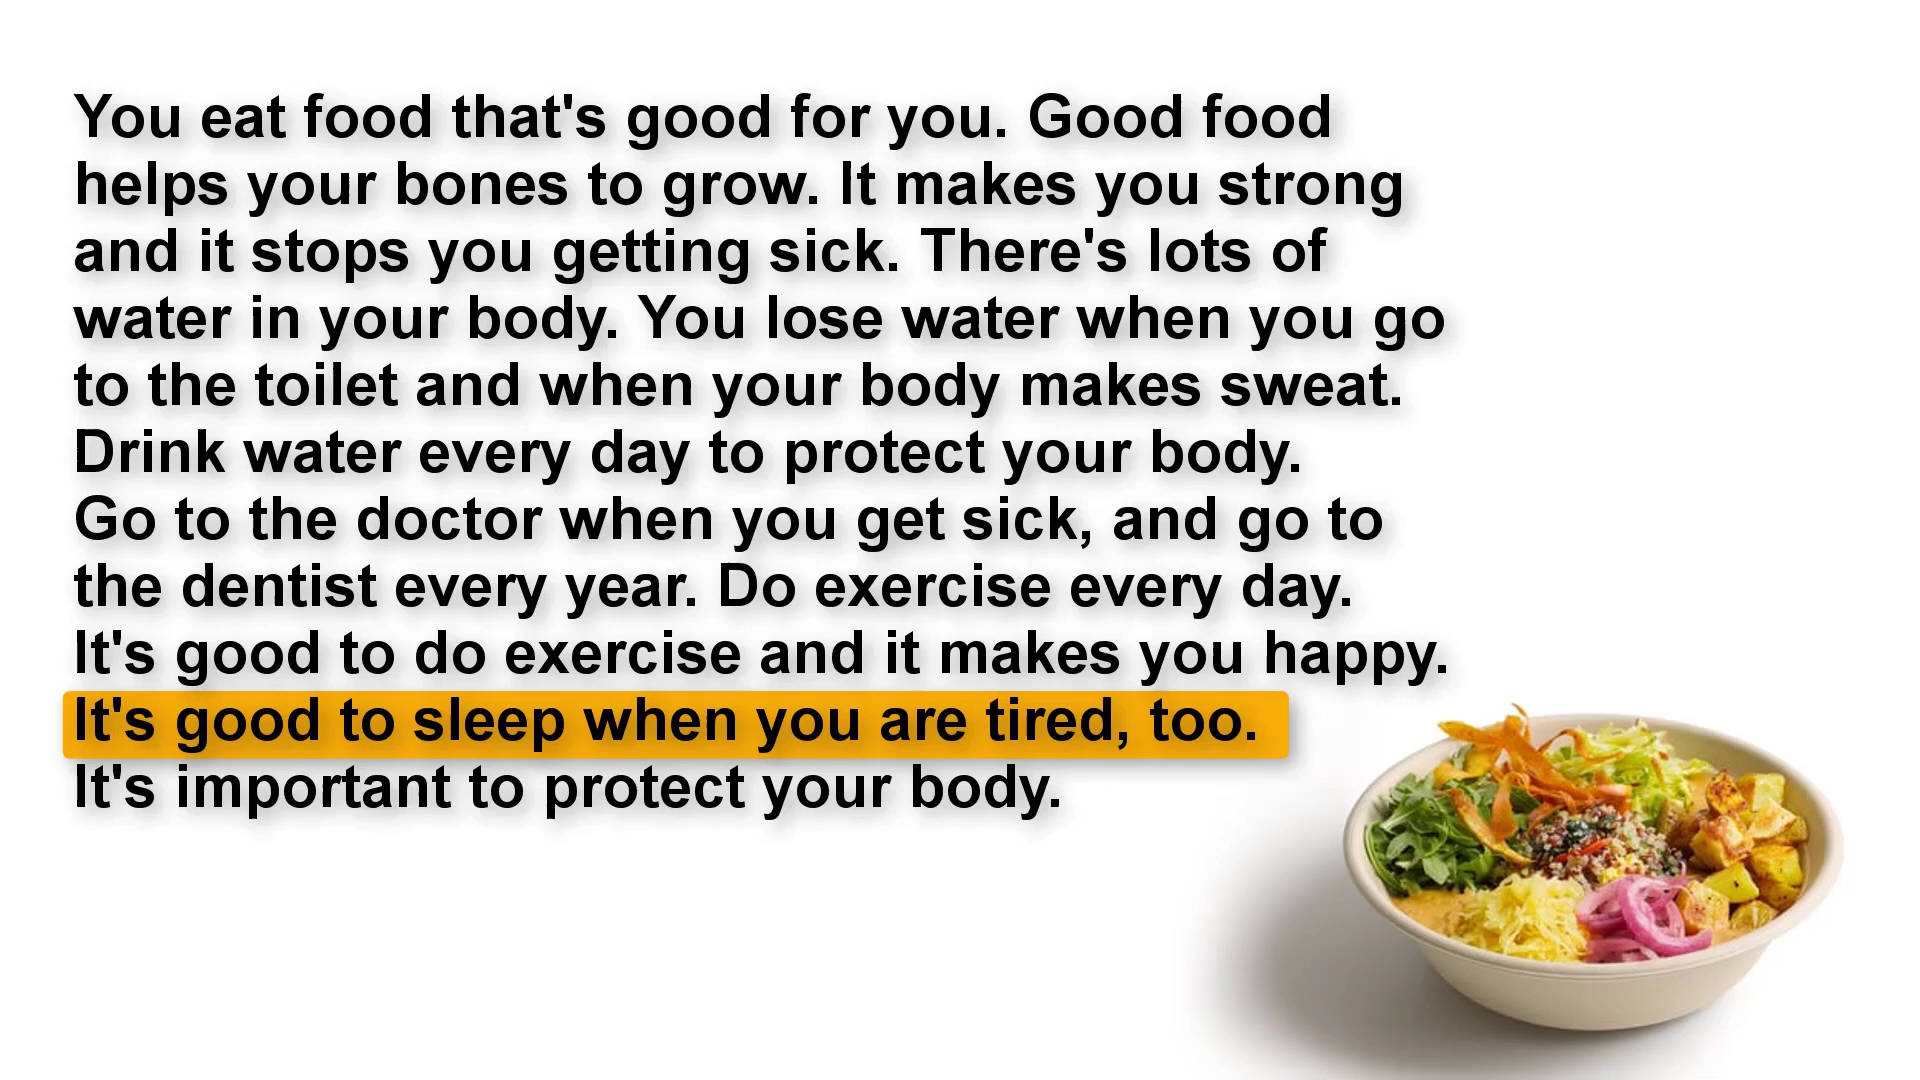 You eat food that's good for you. Good food
helps your bones to grow. It makes you strong
and it stops you getting sick. There's lots of
water in your body. You lose water when you go
to the toilet and when your body makes sweat.
Drink water every day to protect your body.
Go to the doctor when you get sick, and go to
the dentist every year. Do exercise every day.
It's good to do exercise and it makes you happy.
It's good to sleep when you are tired, too.
It's important to protect your body.